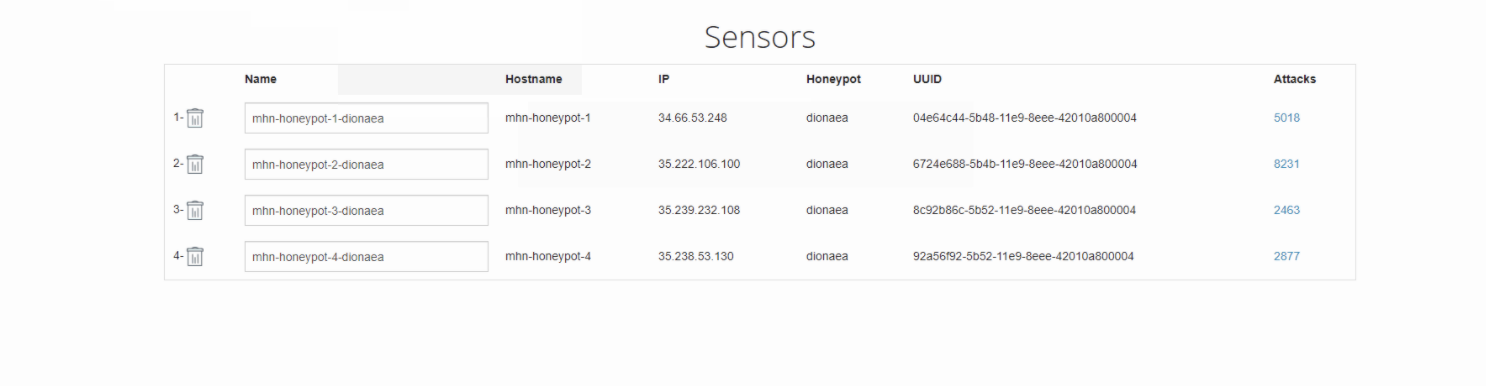 Sensors
Name Hostname IP Honeypot UUID Attacks
1- mhn-honeypot-1-dionaea mhn-honeypot-1 34.66.53.248 dionaea 04e64c44-5b48-11e9-8eee-42010a800004 5018
2- mhn-honeypot-2-dionaea mhn-honeypot-2 35.222.106.100 dionaea 6724e688-5b4b-11e9-8eee-42010a800004 8231
3- mhn-honeypot-3-dionaea mhn-honeypot-3 35.239.232.108 dionaea 8c92b86c-5b52-11e9-8eee-42010a800004 2463
4- mhn-honeypot-4-dionaea mhn-honeypot-4 35.238.53.130 dionaea 92a56f92-5b52-11e9-8eee-42010a800004 2877